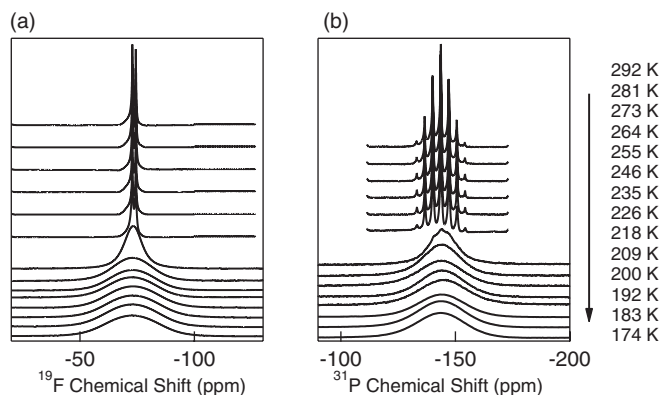 (a)
-50
-100
19F Chemical Shift (ppm)
(b)
-90
-100
-150
-200
31P Chemical Shift (ppm)
292 K
281 K
273 K
264 K
255 K
246 K
235 K
226 K
218 K
209 K
200 K
192 K
183 K
174 K